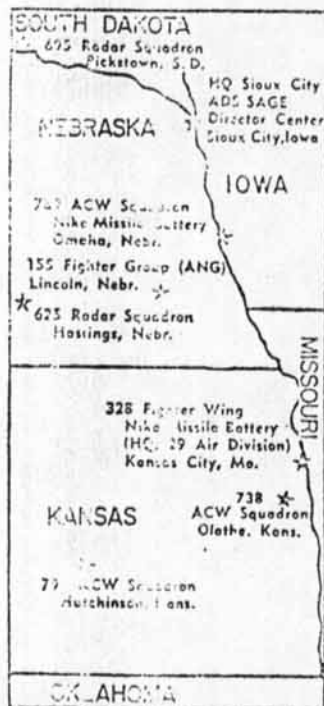 SOUTH DAKOTA
Radar Squadron
Pickstown, S. D.
HQ Sioux City
ADS SAGE
Director Center
Sioux City, Iowa
NEBRASKA
IOWA
ACW Squadron
Nike Missile Battery
Omaha, Nebr.
155 Fighter Group (ANG)
Lincoln, Nebr.
625 Radar Squadron
Hastings, Nebr.
MISSOURI
328 Fighter Wing
Nike Missile Battery
(HQ. 29 Air Division)
Kansas City, Mo.
738
ACW Squadron
Olathe, Kans.
KANSAS
ACW Squadron
Hutchinson, Kans.
OKLAHOMA